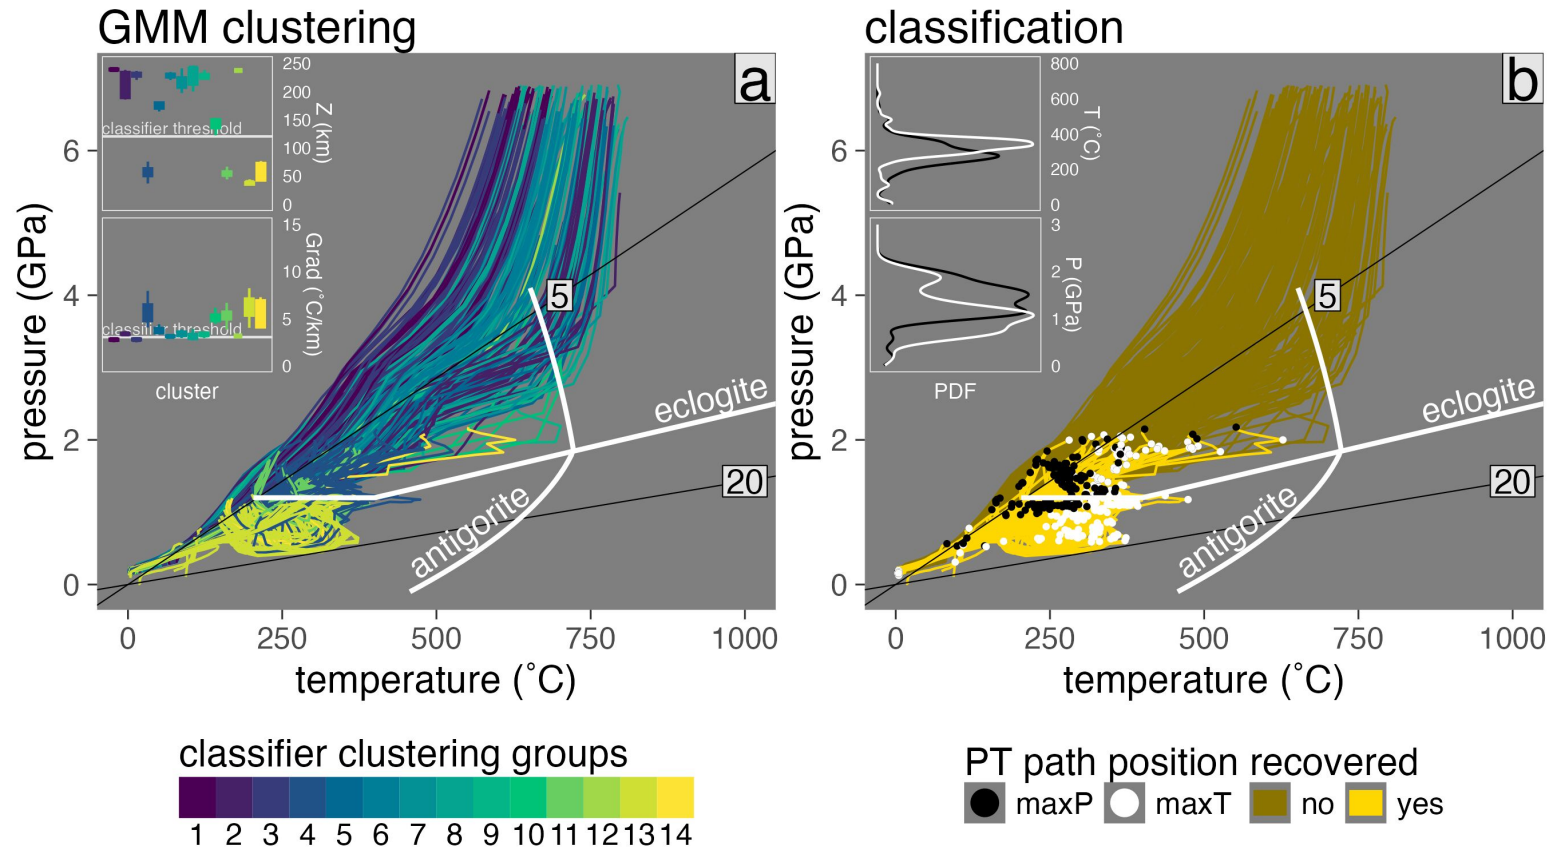 GMM clustering
classification
a
250
200
150
100
50
0
Z (km)
classifier threshold
15
10
5
0
Grad (˚C/km)
classifier threshold
cluster
5
eclogite
20
antigorite
6
4
2
0
pressure (GPa)
0
250
500
750
1000
temperature (˚C)
b
800
600
400
200
0
T (˚C)
3
2
1
0
P (GPa)
PDF
5
eclogite
20
antigorite
6
4
2
0
pressure (GPa)
0
250
500
750
1000
temperature (˚C)
classifier clustering groups
1 2 3 4 5 6 7 8 9 10 11 12 13 14
PT path position recovered
maxP maxT no yes